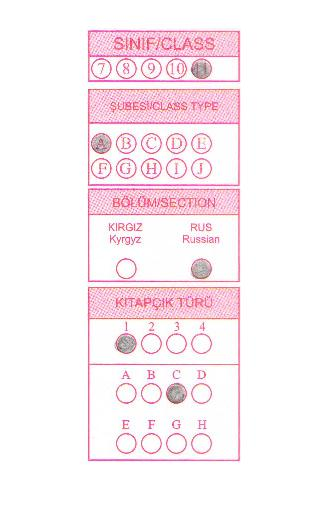 SINIF/CLASS
7 8 9 10 11
ŞUBESİ/CLASS TYPE
A B C D E
F G H I J
BÖLÜM/SECTION
KIRGIZ RUS
Kyrgyz Russian
KİTAPÇIK TÜRÜ
1 2 3 4
A B C D
E F G H